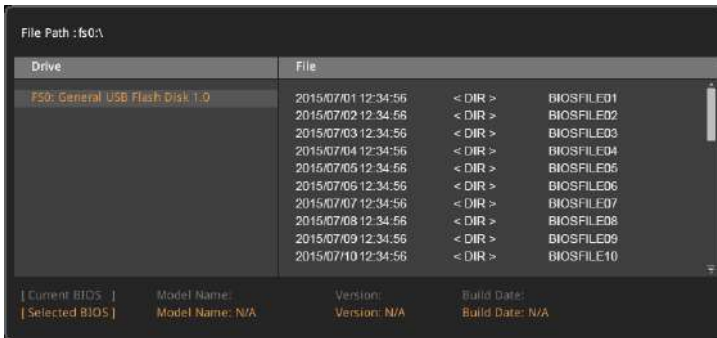 File Path : fs0:\
Drive File
FS0: General USB Flash Disk 1.0 2015/07/01 12:34:56 < DIR > BIOSFILE01
2015/07/02 12:34:56 < DIR > BIOSFILE02
2015/07/03 12:34:56 < DIR > BIOSFILE03
2015/07/04 12:34:56 < DIR > BIOSFILE04
2015/07/05 12:34:56 < DIR > BIOSFILE05
2015/07/06 12:34:56 < DIR > BIOSFILE06
2015/07/07 12:34:56 < DIR > BIOSFILE07
2015/07/08 12:34:56 < DIR > BIOSFILE08
2015/07/09 12:34:56 < DIR > BIOSFILE09
2015/07/10 12:34:56 < DIR > BIOSFILE10
[ Current BIOS ] Model Name: Version: Build Date:
[ Selected BIOS ] Model Name: N/A Version: N/A Build Date: N/A